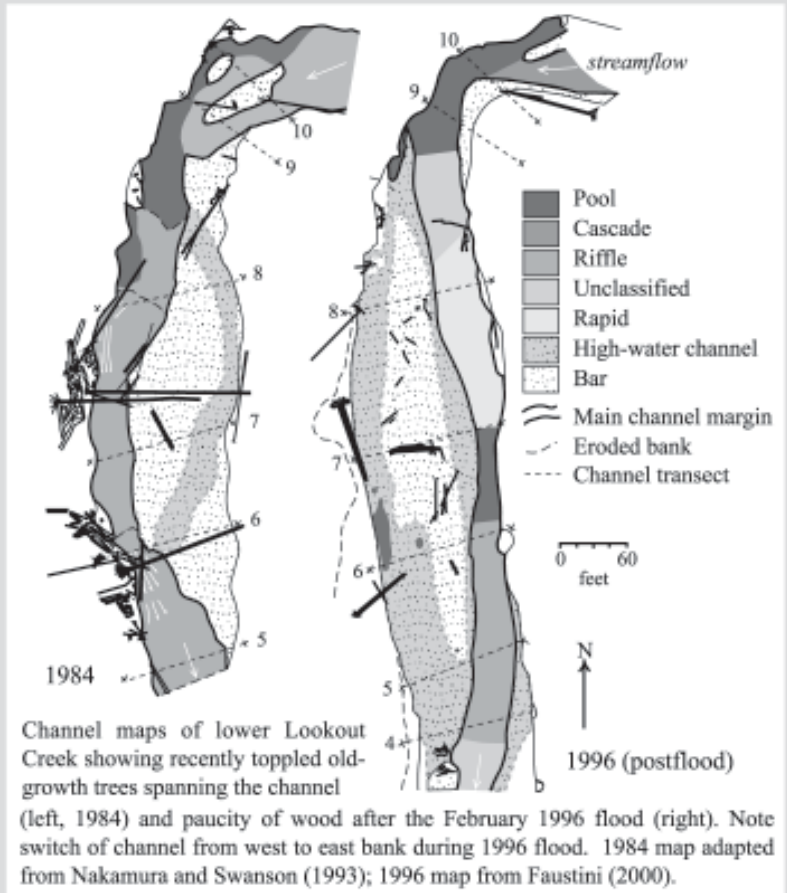 10
9
streamflow
10
9
8
7
6
5
1984
8
7
6
5
4
Pool
Cascade
Riffle
Unclassified
Rapid
High-water channel
Bar
Main channel margin
Eroded bank
Channel transect
0 60
feet
N
1996 (postflood)
Channel maps of lower Lookout
Creek showing recently toppled old-
growth trees spanning the channel
(left, 1984) and paucity of wood after the February 1996 flood (right). Note
switch of channel from west to east bank during 1996 flood. 1984 map adapted
from Nakamura and Swanson (1993); 1996 map from Faustini (2000).